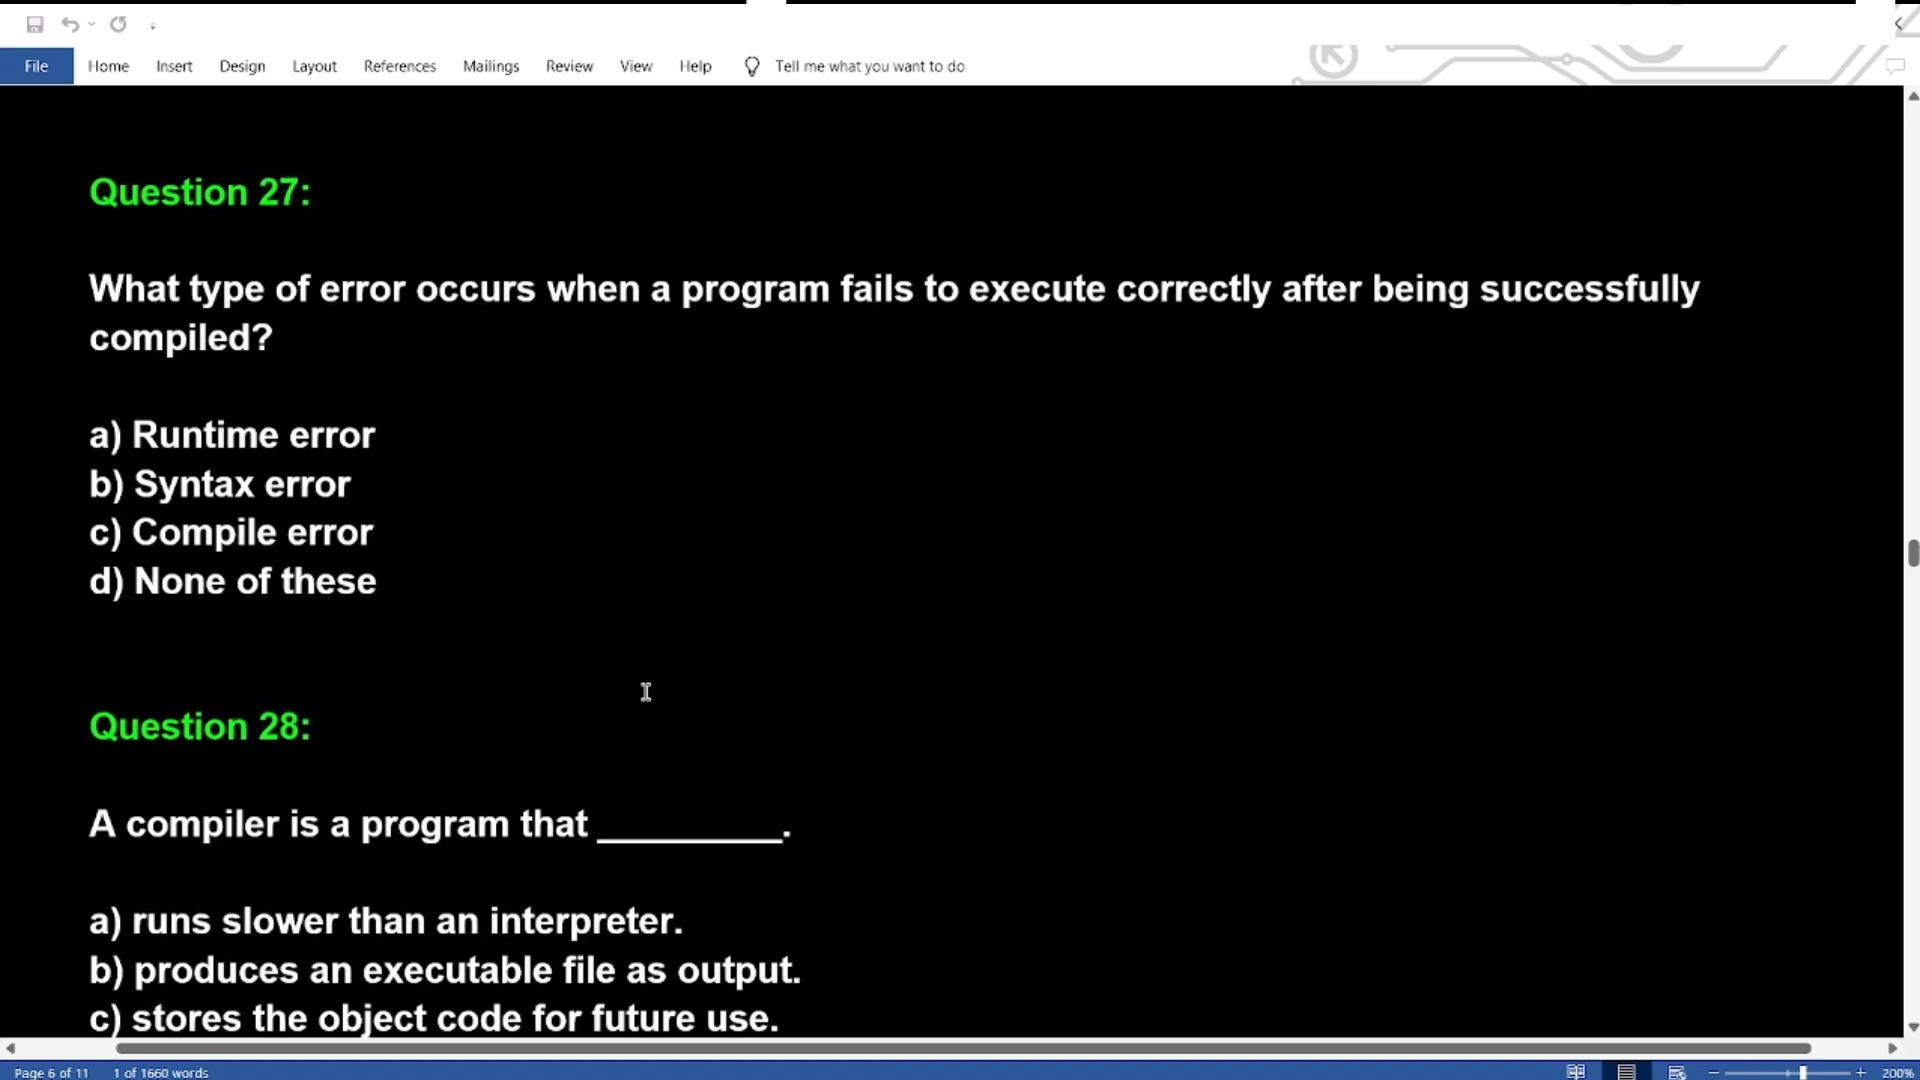 File Home Insert Design Layout References Mailings Review View Help Tell me what you want to do
Question 27:
What type of error occurs when a program fails to execute correctly after being successfully
compiled?
a) Runtime error
b) Syntax error
c) Compile error
d) None of these
Question 28:
A compiler is a program that _________.
a) runs slower than an interpreter.
b) produces an executable file as output.
c) stores the object code for future use.
Page 6 of 11 1 of 1660 words 200%